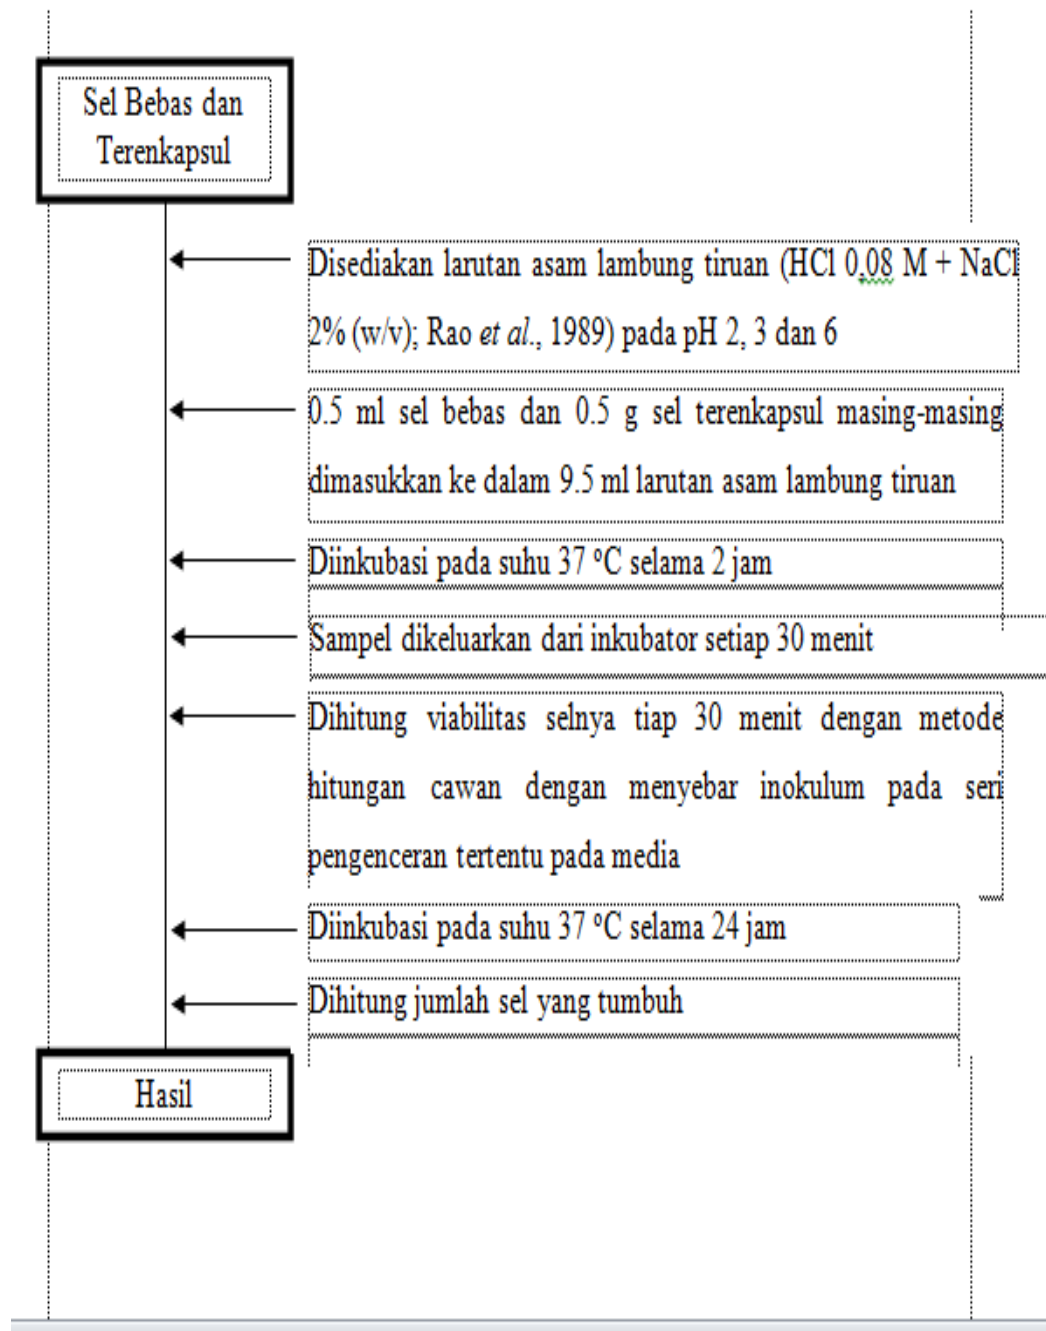 Sel Bebas dan
Terenkapsul
Disediakan larutan asam lambung tiruan (HCl 0,08 M + NaCl
2% (w/v); Rao et al., 1989) pada pH 2, 3 dan 6
0.5 ml sel bebas dan 0.5 g sel terenkapsul masing-masing
dimasukkan ke dalam 9.5 ml larutan asam lambung tiruan
Diinkubasi pada suhu 37 °C selama 2 jam
Sampel dikeluarkan dari inkubator setiap 30 menit
Dihitung viabilitas selnya tiap 30 menit dengan metode
hitungan cawan dengan menyebar inokulum pada seri
pengenceran tertentu pada media
Diinkubasi pada suhu 37 °C selama 24 jam
Dihitung jumlah sel yang tumbuh
Hasil